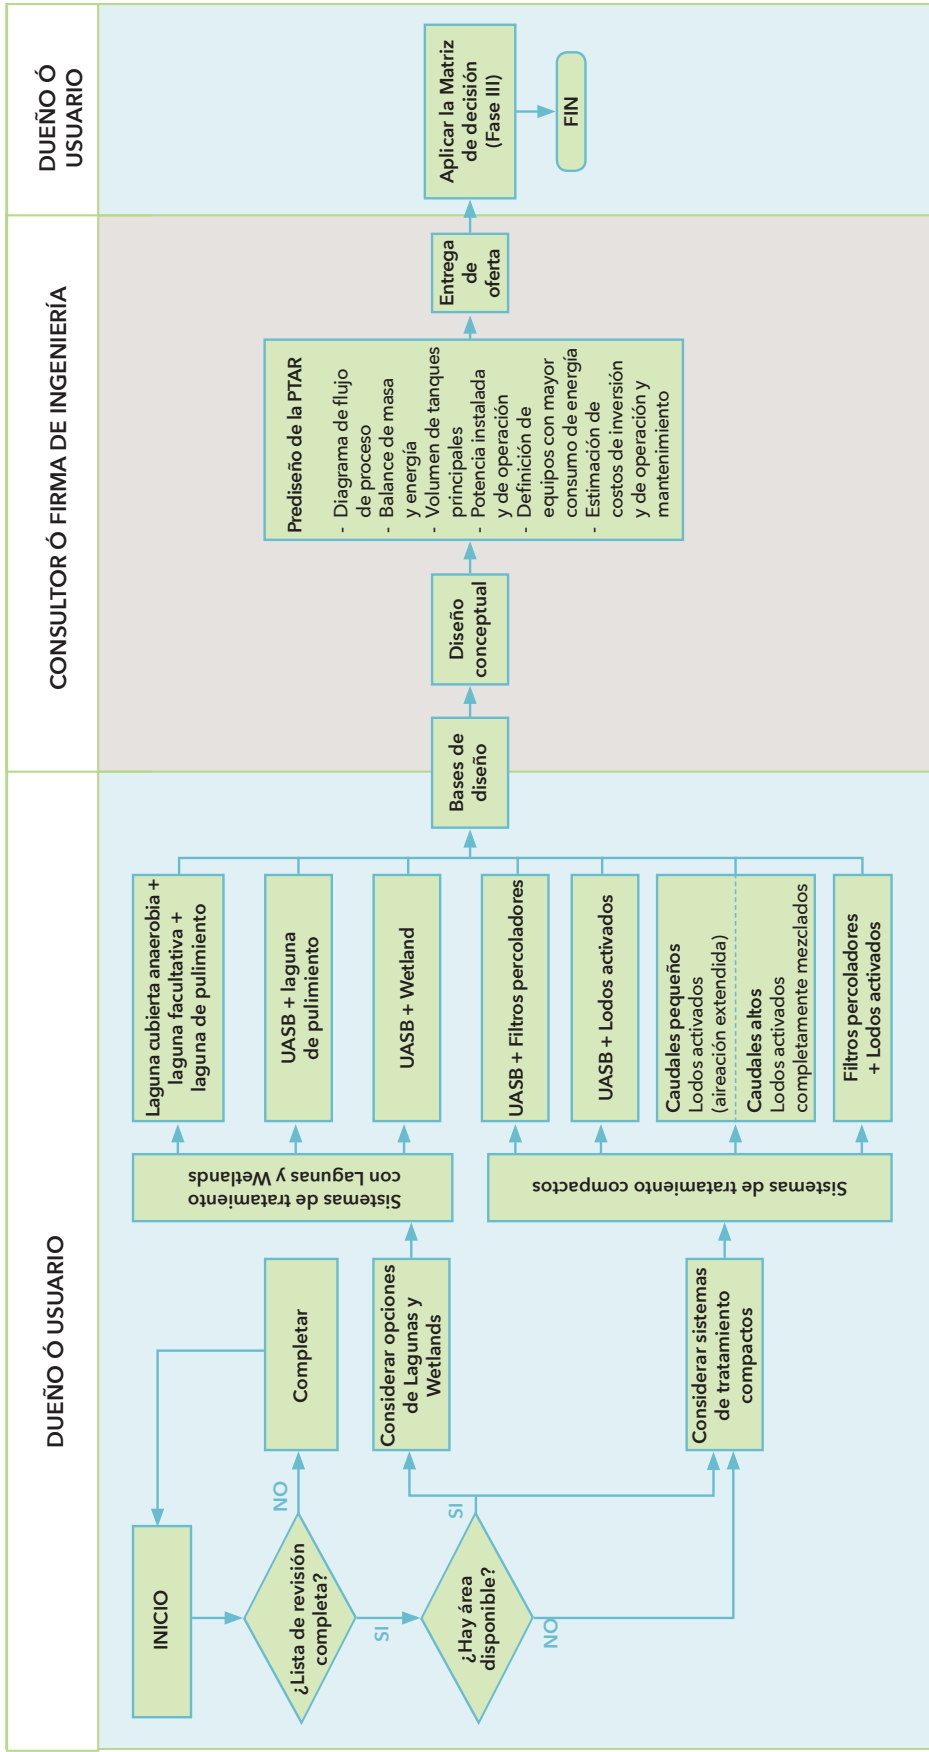 DUEÑO Ó USUARIO
INICIO
¿Lista de revisión
completa?
NO
Completar
SI
¿Hay área
disponible?
SI
NO
Considerar opciones
de Lagunas y
Wetlands
Considerar sistemas
de tratamiento
compactos
Sistemas de tratamiento
con Lagunas y Wetlands
Sistemas de tratamiento compactos
Laguna cubierta anaerobia +
laguna facultativa +
laguna de pulimiento
UASB + laguna
de pulimiento
UASB + Wetland
UASB + Filtros percoladores
UASB + Lodos activados
Caudales pequeños
Lodos activados
(aireación extendida)
Caudales altos
Lodos activados
completamente mezclados
Filtros percoladores
+ Lodos activados
Bases de
diseño
CONSULTOR Ó FIRMA DE INGENIERÍA
Diseño
conceptual
Prediseño de la PTAR
- Diagrama de flujo
de proceso
- Balance de masa
y energía
- Volumen de tanques
principales
- Potencia instalada
y de operación
- Definición de
equipos con mayor
consumo de energía
- Estimación de
costos de inversión
y de operación y
mantenimiento
Entrega
de
oferta
DUEÑO Ó
USUARIO
Aplicar la Matriz
de decisión
(Fase III)
FIN